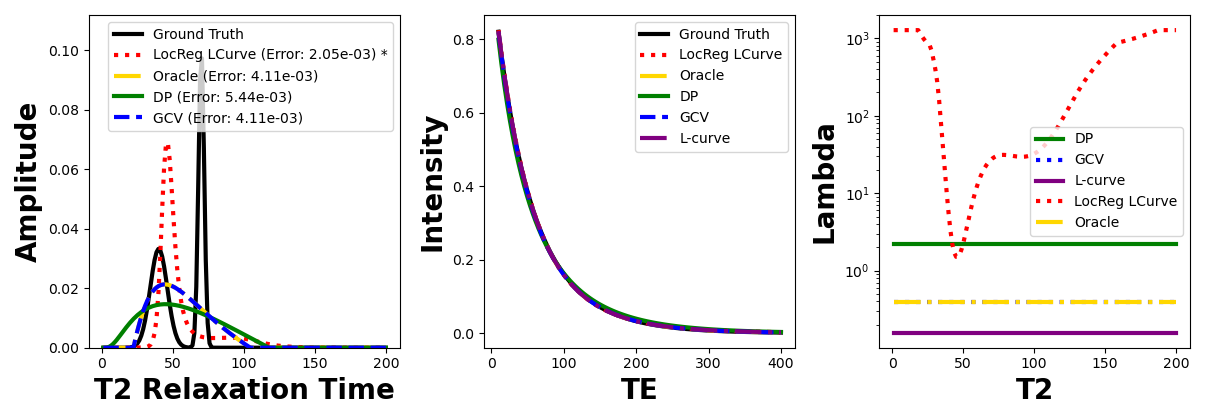 Amplitude
0.10
0.08
0.06
0.04
0.02
0.00
Ground Truth
LocReg LCurve (Error: 2.05e-03) *
Oracle (Error: 4.11e-03)
DP (Error: 5.44e-03)
GCV (Error: 4.11e-03)
0 50 100 150 200
T2 Relaxation Time
Intensity
0.8
0.6
0.4
0.2
0.0
Ground Truth
LocReg LCurve
Oracle
DP
GCV
L-curve
0 100 200 300 400
TE
Lambda
10³
10²
10¹
10⁰
DP
GCV
L-curve
LocReg LCurve
Oracle
0 50 100 150 200
T2